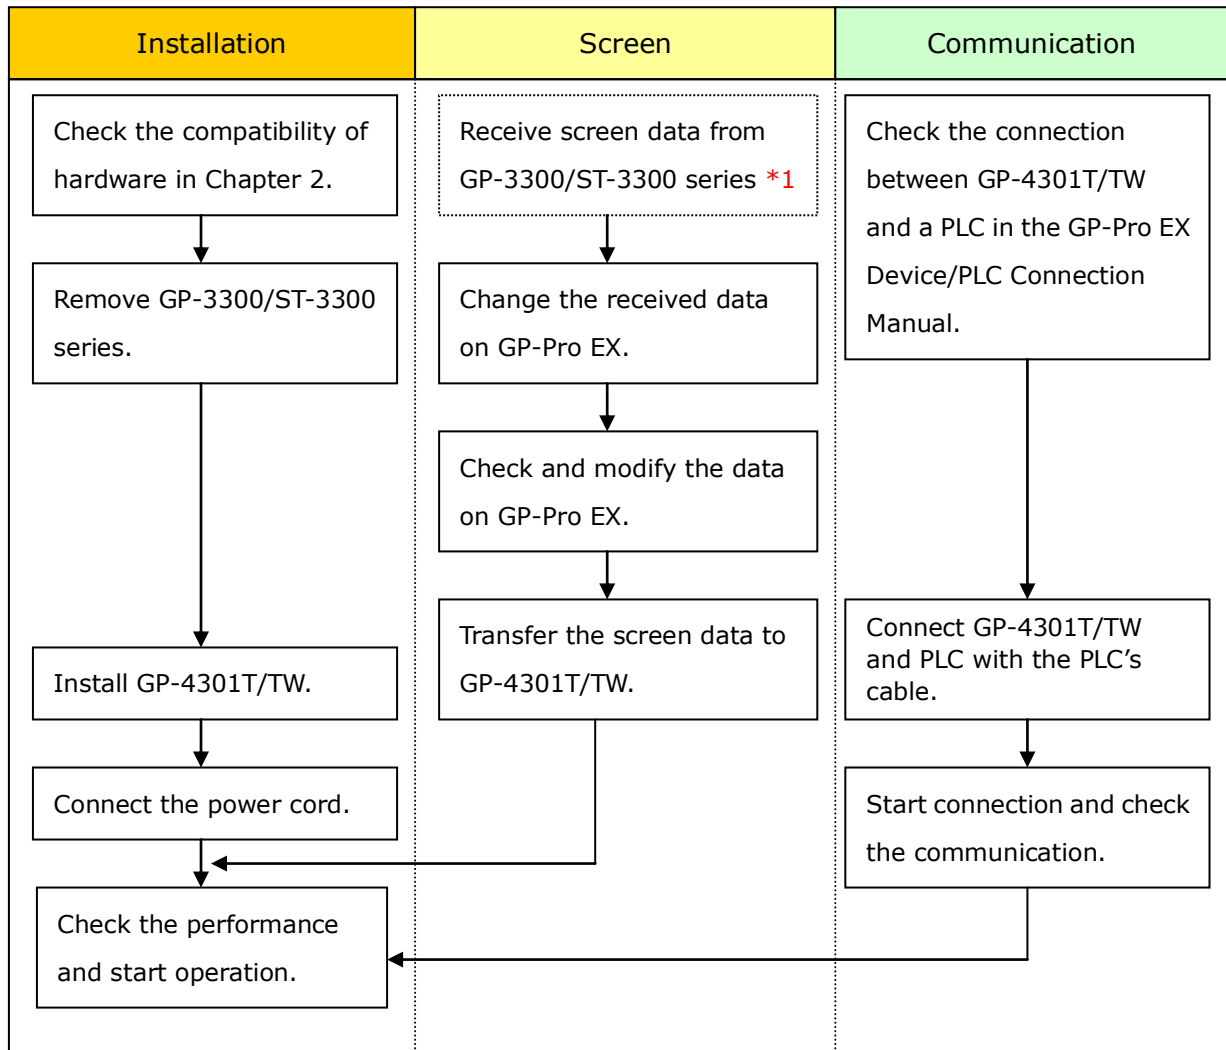 Installation
Screen
Communication
Check the compatibility of
hardware in Chapter 2.
Remove GP-3300/ST-3300
series.
Install GP-4301T/TW.
Connect the power cord.
Check the performance
and start operation.
Receive screen data from
GP-3300/ST-3300 series *1
Change the received data
on GP-Pro EX.
Check and modify the data
on GP-Pro EX.
Transfer the screen data to
GP-4301T/TW.
Check the connection
between GP-4301T/TW
and a PLC in the GP-Pro EX
Device/PLC Connection
Manual.
Connect GP-4301T/TW
and PLC with the PLC’s
cable.
Start connection and check
the communication.